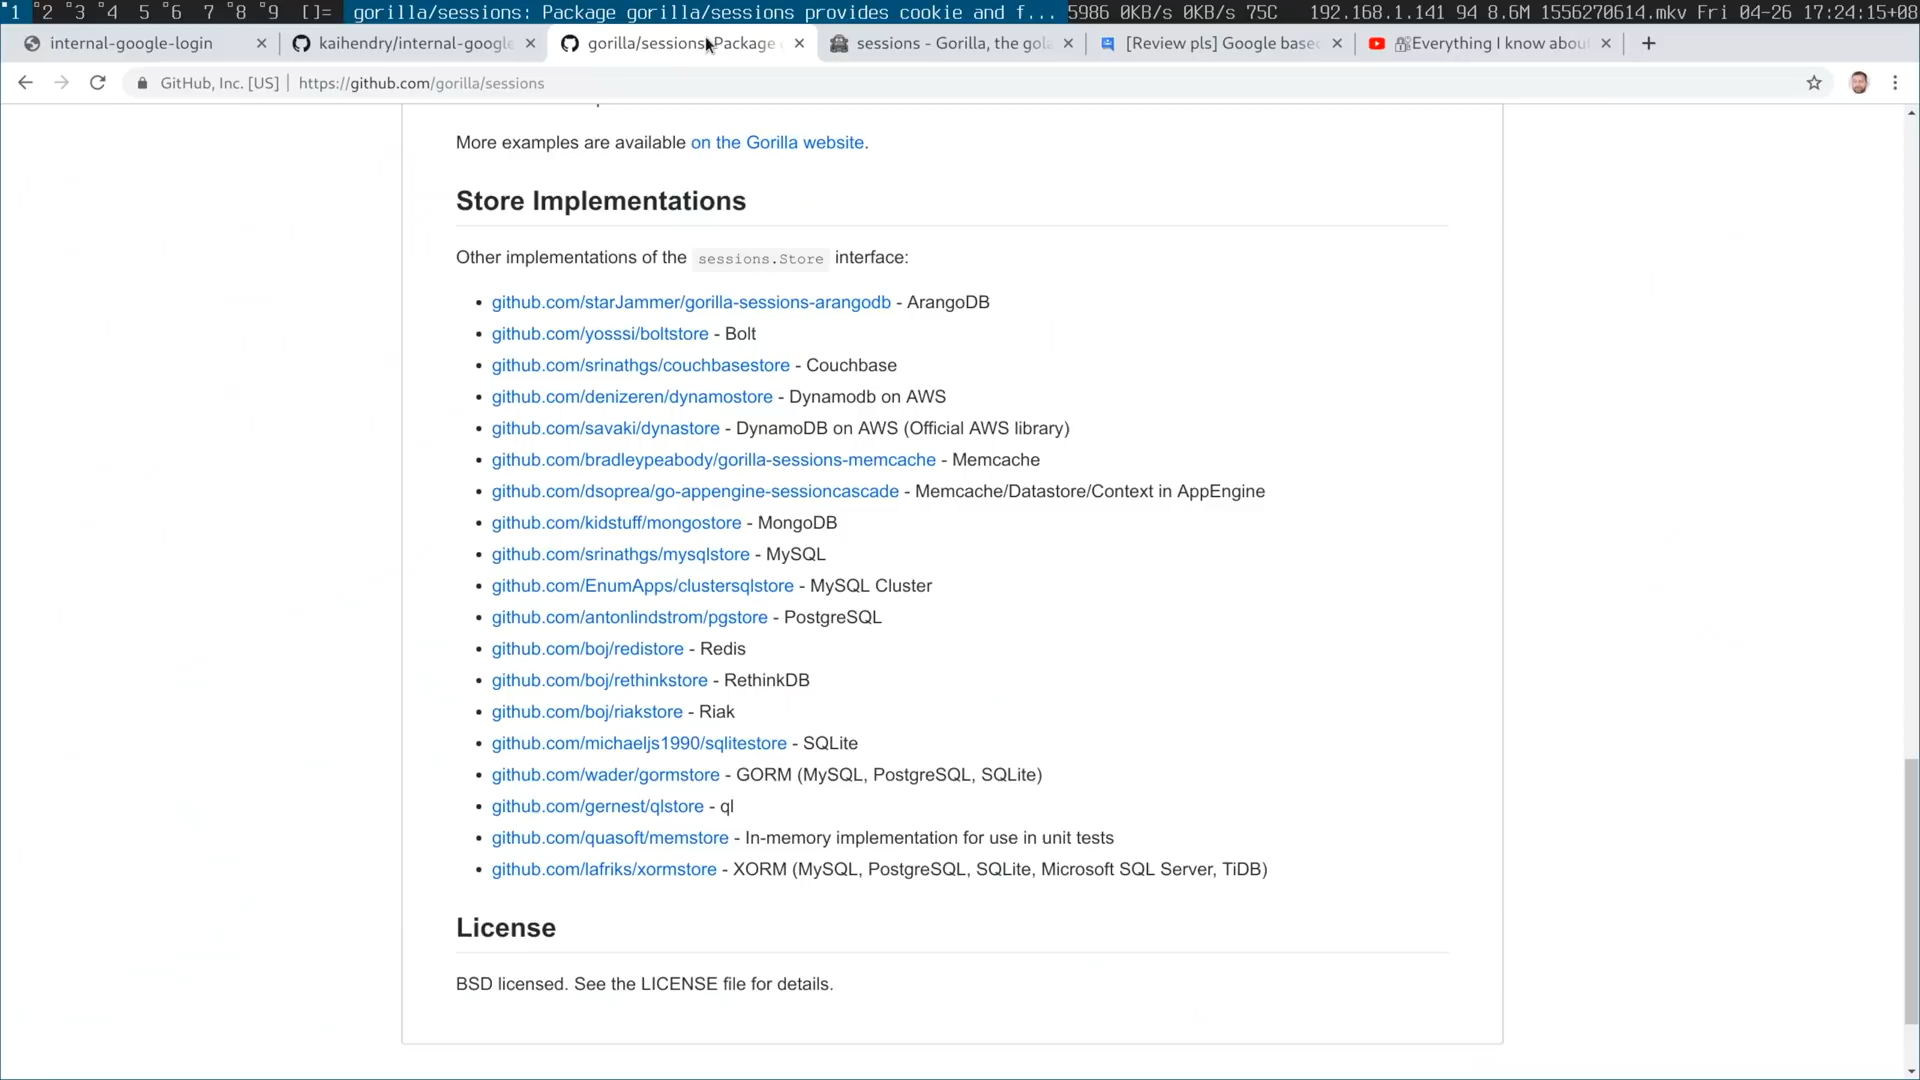 1 2 3 4 5 6 7 8 9 []= gorilla/sessions: Package gorilla/sessions provides cookie and f... 5986 0KB/s 0KB/s 75C 192.168.1.141 94 8.6M 1556270614.mkv Fri 04-26 17:24:15+08
internal-google-login kaihendry/internal-google gorilla/sessions: Package sessions - Gorilla, the gola [Review pls] Google base Everything I know about
GitHub, Inc. [US] | https://github.com/gorilla/sessions
More examples are available on the Gorilla website.
Store Implementations
Other implementations of the sessions.Store interface:
• github.com/starJammer/gorilla-sessions-arangodb - ArangoDB
• github.com/yosssi/boltstore - Bolt
• github.com/srinathgs/couchbasestore - Couchbase
• github.com/denizeren/dynamostore - Dynamodb on AWS
• github.com/savaki/dynastore - DynamoDB on AWS (Official AWS library)
• github.com/bradleypeabody/gorilla-sessions-memcache - Memcache
• github.com/dsoprea/go-appengine-sessioncascade - Memcache/Datastore/Context in AppEngine
• github.com/kidstuff/mongostore - MongoDB
• github.com/srinathgs/mysqlstore - MySQL
• github.com/EnumApps/clustersqlstore - MySQL Cluster
• github.com/antonlindstrom/pgstore - PostgreSQL
• github.com/boj/redistore - Redis
• github.com/boj/rethinkstore - RethinkDB
• github.com/boj/riakstore - Riak
• github.com/michaeljs1990/sqlitestore - SQLite
• github.com/wader/gormstore - GORM (MySQL, PostgreSQL, SQLite)
• github.com/gernest/qlstore - ql
• github.com/quasoft/memstore - In-memory implementation for use in unit tests
• github.com/lafriks/xormstore - XORM (MySQL, PostgreSQL, SQLite, Microsoft SQL Server, TiDB)
License
BSD licensed. See the LICENSE file for details.